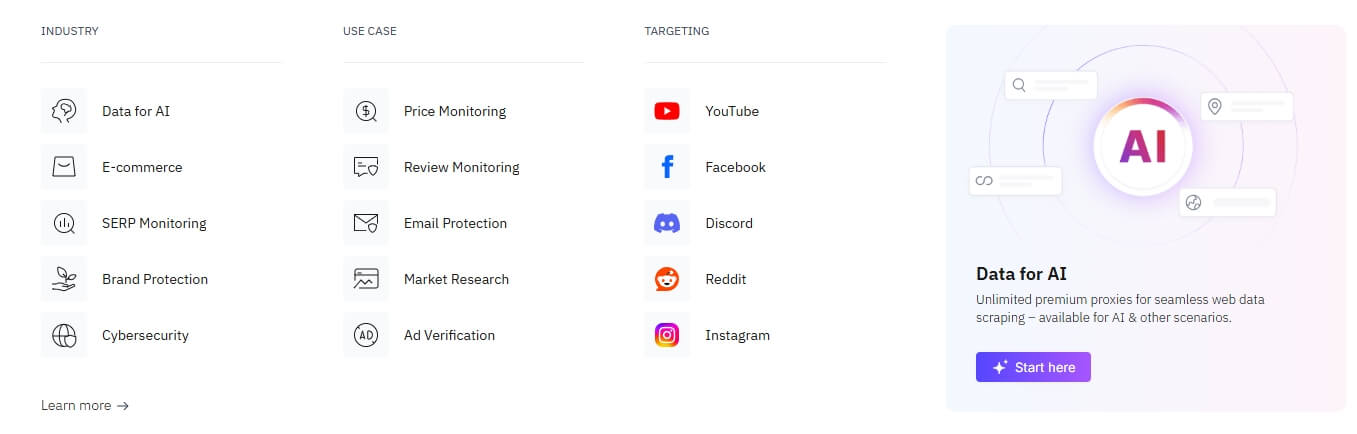 INDUSTRY
Data for AI
E-commerce
SERP Monitoring
Brand Protection
Cybersecurity
Learn more →
USE CASE
Price Monitoring
Review Monitoring
Email Protection
Market Research
AD
Ad Verification
TARGETING
YouTube
Facebook
Discord
Reddit
Instagram
AI
Data for AI
Unlimited premium proxies for seamless web data
scraping – available for AI & other scenarios.
Start here